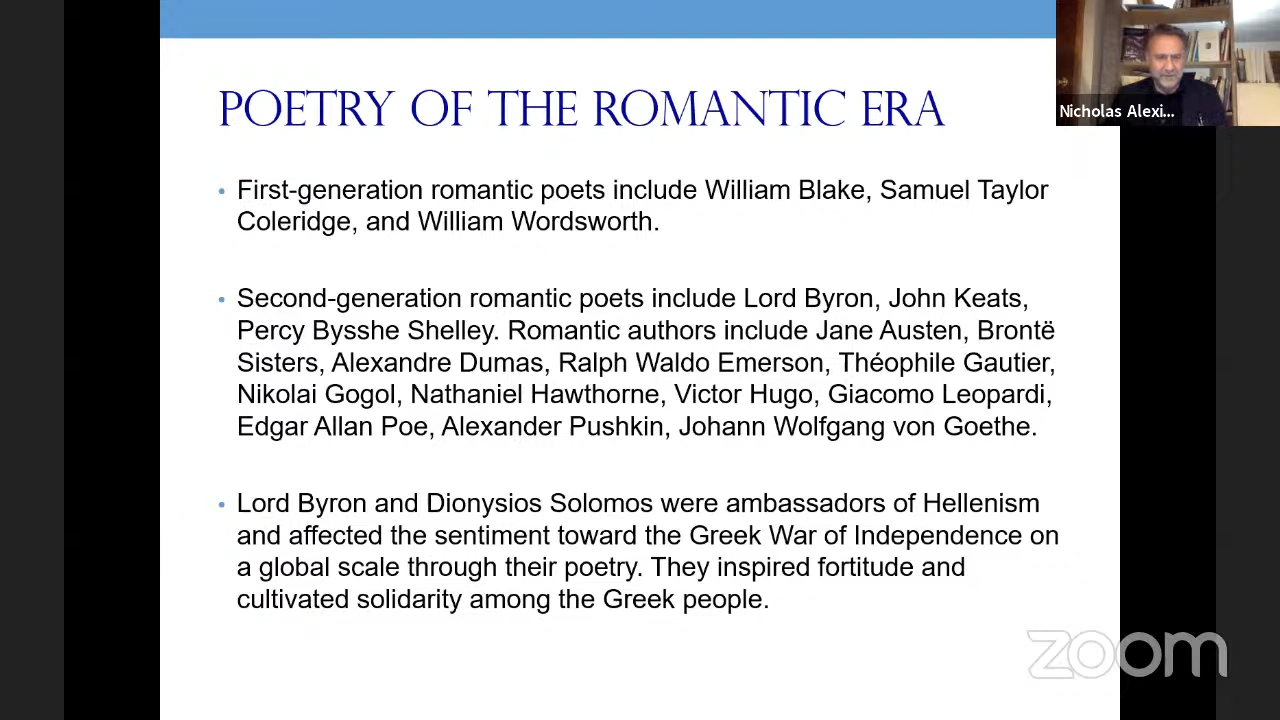 POETRY OF THE ROMANTIC ERA
Nicholas Alexi...
• First-generation romantic poets include William Blake, Samuel Taylor
Coleridge, and William Wordsworth.
• Second-generation romantic poets include Lord Byron, John Keats,
Percy Bysshe Shelley. Romantic authors include Jane Austen, Brontë
Sisters, Alexandre Dumas, Ralph Waldo Emerson, Théophile Gautier,
Nikolai Gogol, Nathaniel Hawthorne, Victor Hugo, Giacomo Leopardi,
Edgar Allan Poe, Alexander Pushkin, Johann Wolfgang von Goethe.
• Lord Byron and Dionysios Solomos were ambassadors of Hellenism
and affected the sentiment toward the Greek War of Independence on
a global scale through their poetry. They inspired fortitude and
cultivated solidarity among the Greek people.
zoom